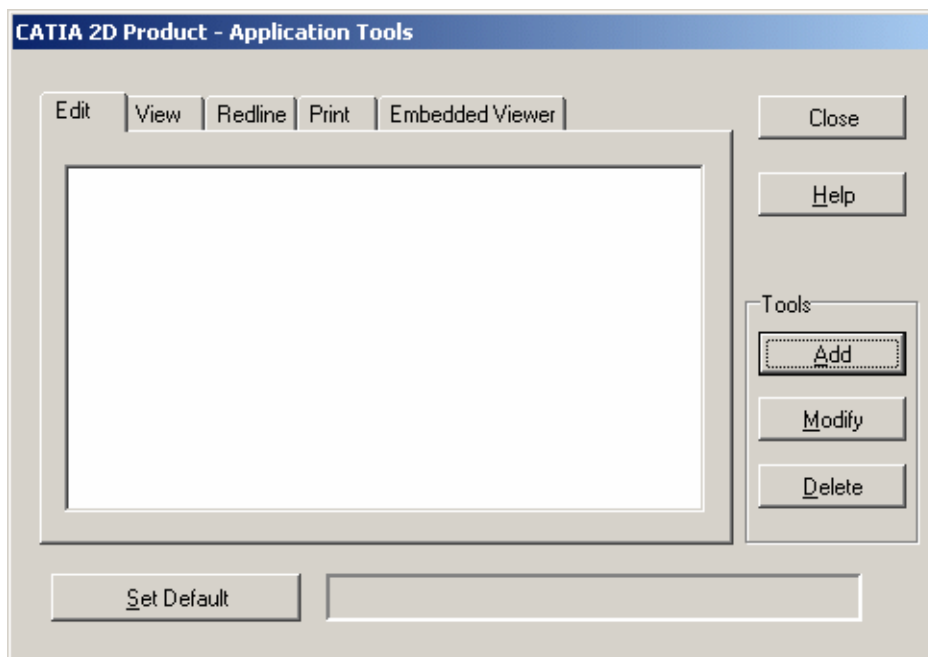 CATIA 2D Product - Application Tools
Edit View Redline Print Embedded Viewer
Close
Help
Tools
Add
Modify
Delete
Set Default